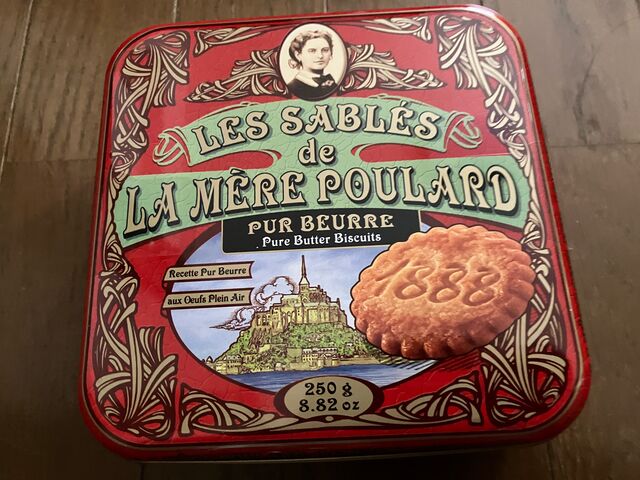 LES SABLÉS
de
LA MÈRE POULARD
PUR BEURRE
Pure Butter Biscuits
Recette Pur Beurre
aux Oeufs Plein Air
1888
250 g
8.82 oz